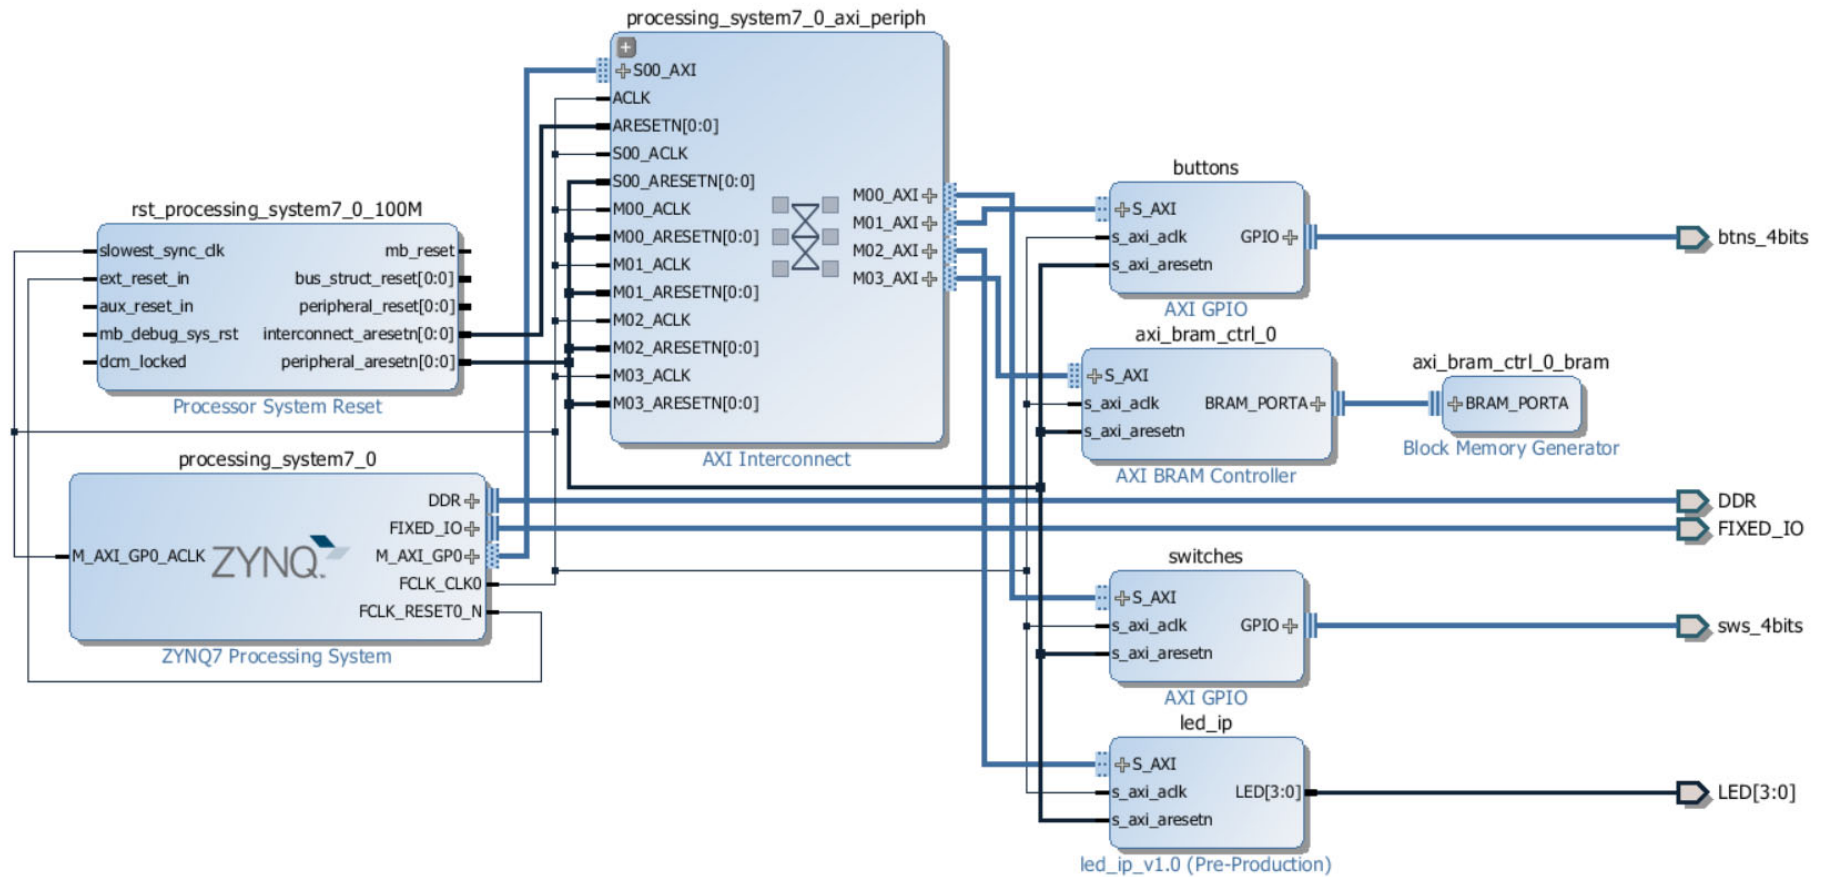 processing_system7_0_axi_periph
S00_AXI
ACLK
ARESETN[0:0]
S00_ACLK
S00_ARESETN[0:0]
M00_ACLK
M00_ARESETN[0:0]
M01_ACLK
M01_ARESETN[0:0]
M02_ACLK
M02_ARESETN[0:0]
M03_ACLK
M03_ARESETN[0:0]
M00_AXI
M01_AXI
M02_AXI
M03_AXI
AXI Interconnect
rst_processing_system7_0_100M
slowest_sync_clk
ext_reset_in
aux_reset_in
mb_debug_sys_rst
dcm_locked
mb_reset
bus_struct_reset[0:0]
peripheral_reset[0:0]
interconnect_aresetn[0:0]
peripheral_aresetn[0:0]
Processor System Reset
processing_system7_0
M_AXI_GP0_ACLK
ZYNQ
DDR
FIXED_IO
M_AXI_GP0
FCLK_CLK0
FCLK_RESET0_N
ZYNQ7 Processing System
buttons
S_AXI
s_axi_aclk
s_axi_aresetn
GPIO
AXI GPIO
btns_4bits
axi_bram_ctrl_0
S_AXI
s_axi_aclk
s_axi_aresetn
BRAM_PORTA
AXI BRAM Controller
axi_bram_ctrl_0_bram
BRAM_PORTA
Block Memory Generator
DDR
FIXED_IO
switches
S_AXI
s_axi_aclk
s_axi_aresetn
GPIO
AXI GPIO
sws_4bits
led_ip
S_AXI
s_axi_aclk
s_axi_aresetn
LED[3:0]
led_ip_v1.0 (Pre-Production)
LED[3:0]